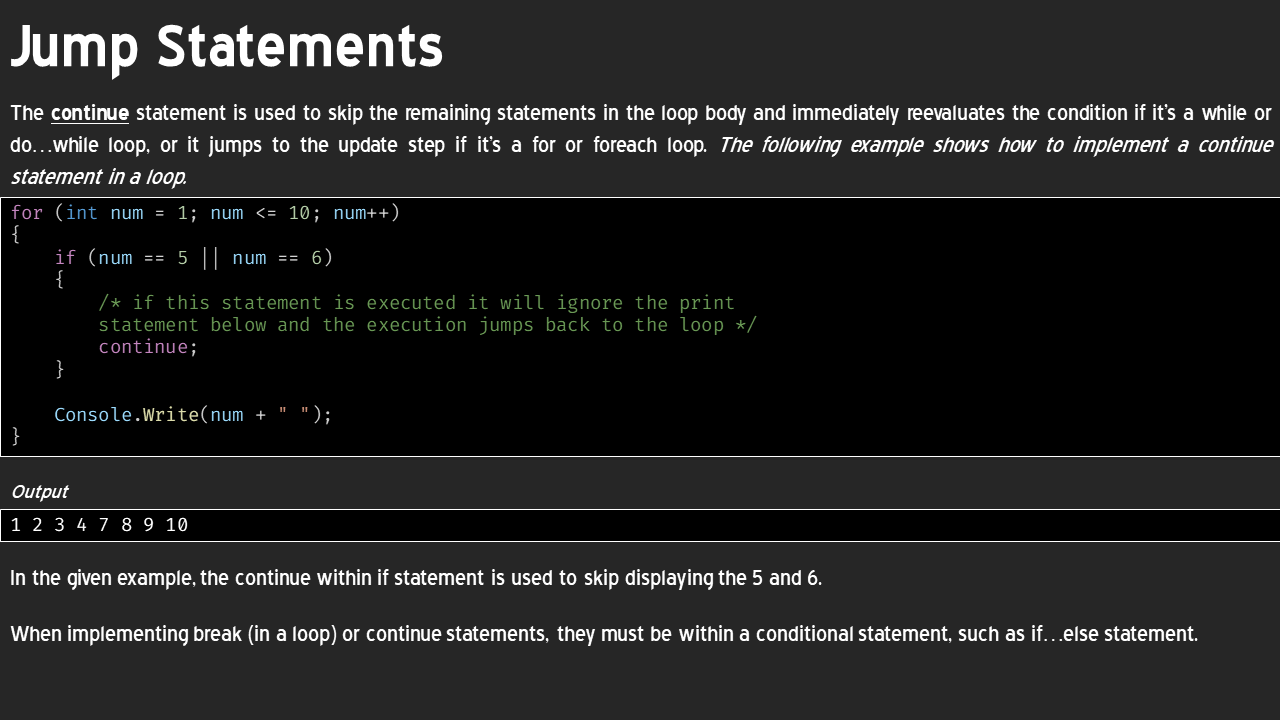 Jump Statements
The continue statement is used to skip the remaining statements in the loop body and immediately reevaluates the condition if it's a while or
do...while loop, or it jumps to the update step if it's a for or foreach loop. The following example shows how to implement a continue
statement in a loop.
for (int num = 1; num <= 10; num++)
{
    if (num == 5 || num == 6)
    {
        /* if this statement is executed it will ignore the print
        statement below and the execution jumps back to the loop */
        continue;
    }
    Console.Write(num + " ");
}
Output
1 2 3 4 7 8 9 10
In the given example, the continue within if statement is used to skip displaying the 5 and 6.
When implementing break (in a loop) or continue statements, they must be within a conditional statement, such as if...else statement.